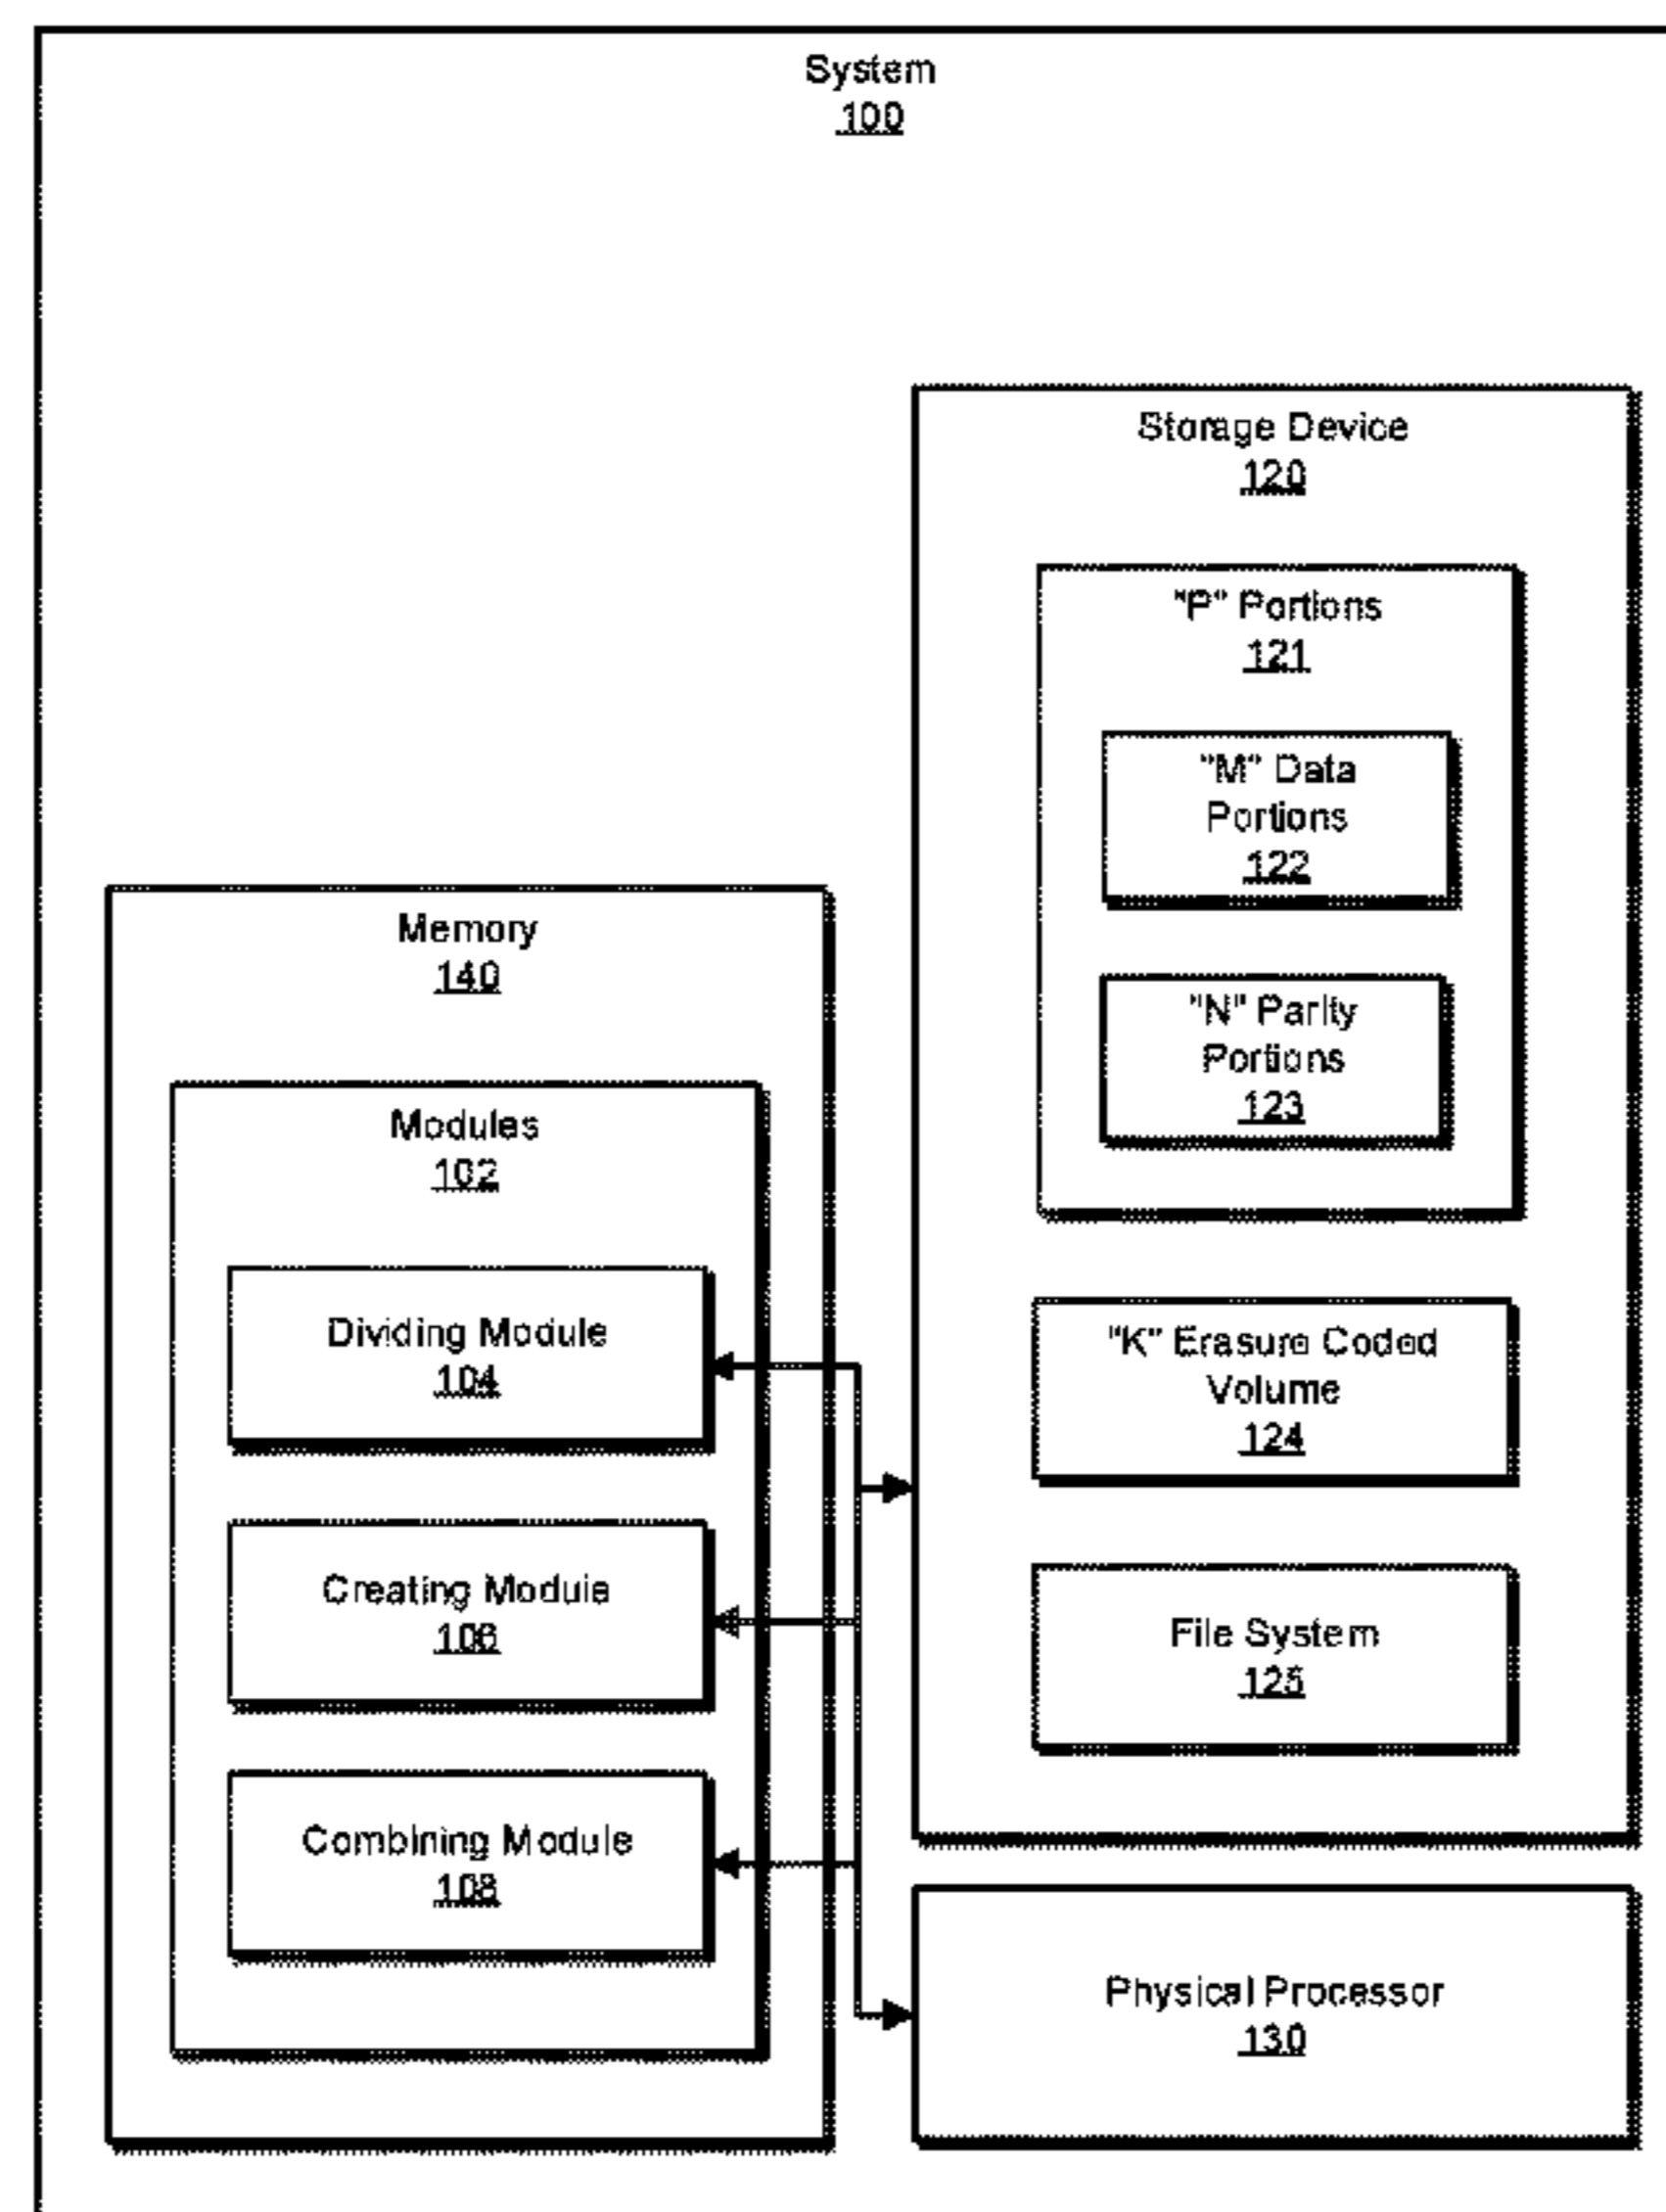 System
100
Storage Device
120
"P" Portions
121
"M" Data
Portions
122
"N" Parity
Portions
123
"K" Erasure Coded
Volume
124
File System
125
Memory
140
Modules
102
Dividing Module
104
Creating Module
106
Combining Module
108
Physical Processor
130